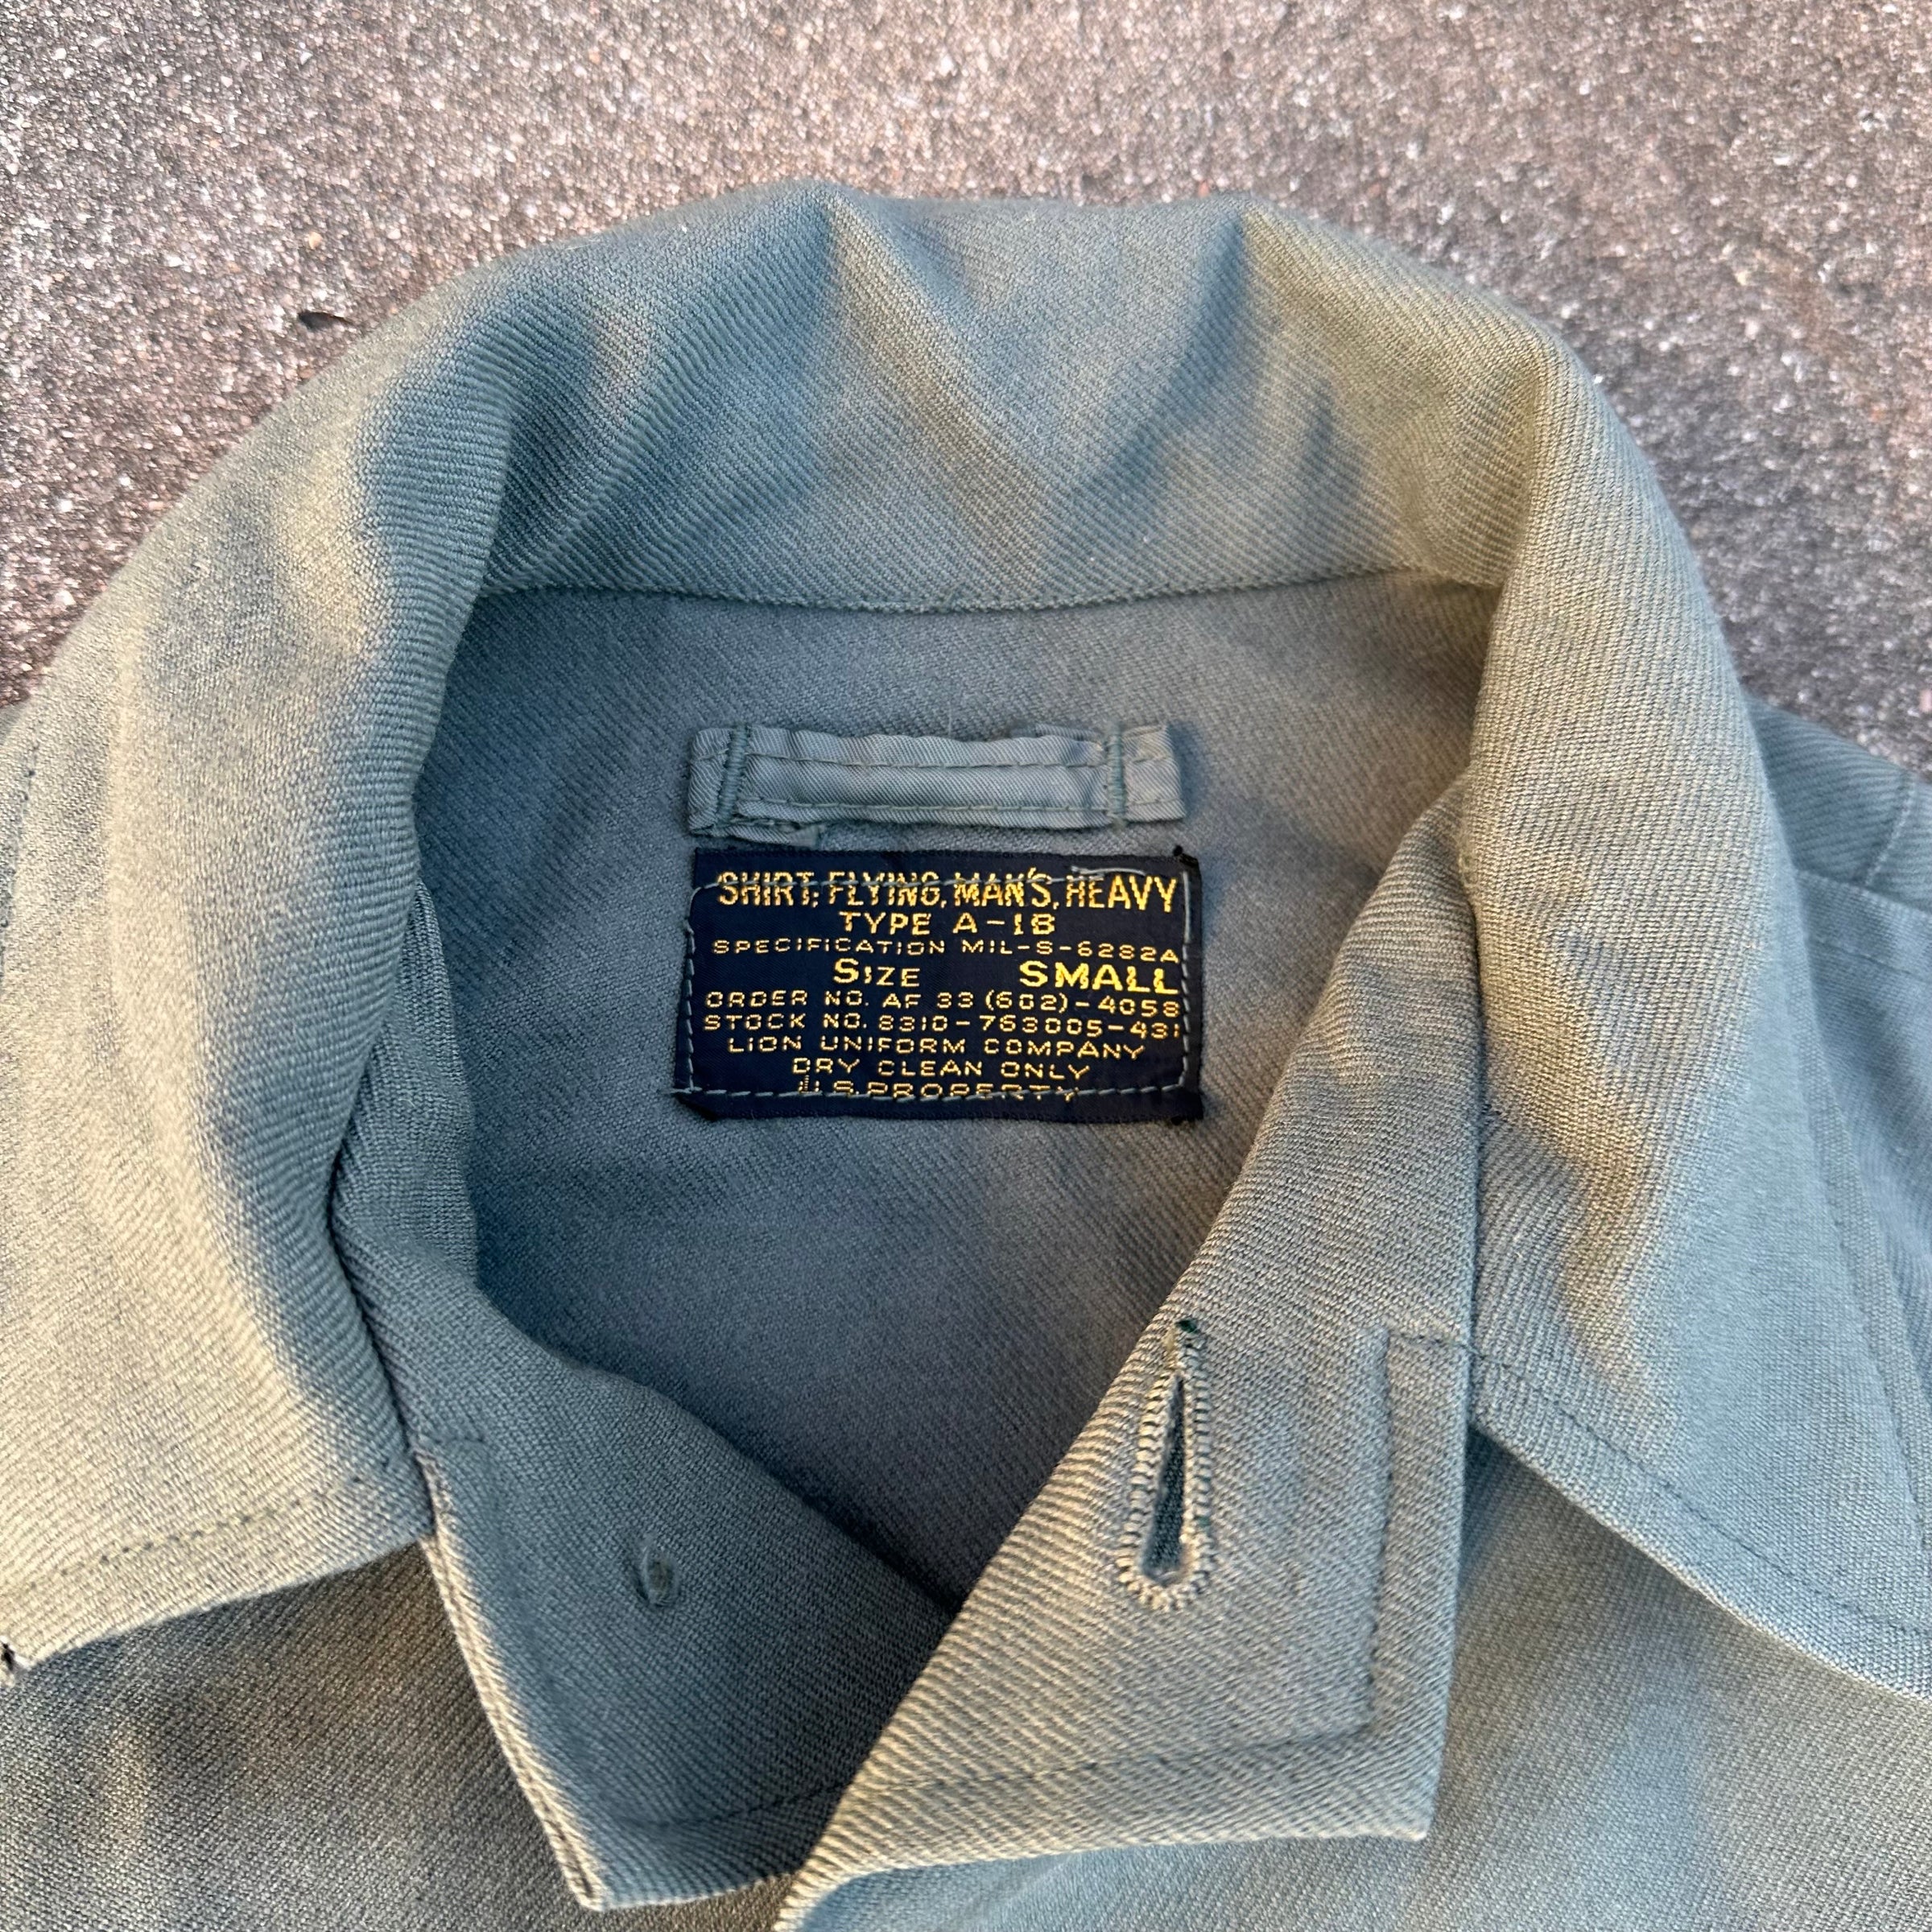 SHIRT, FLYING, MAN'S, HEAVY
TYPE A-18
SPECIFICATION MIL-S-6282A
SIZE SMALL
ORDER NO. AF 33 (602)-4058
STOCK NO. 8310-763005-431
LION UNIFORM COMPANY
DRY CLEAN ONLY
U.S. PROPERTY